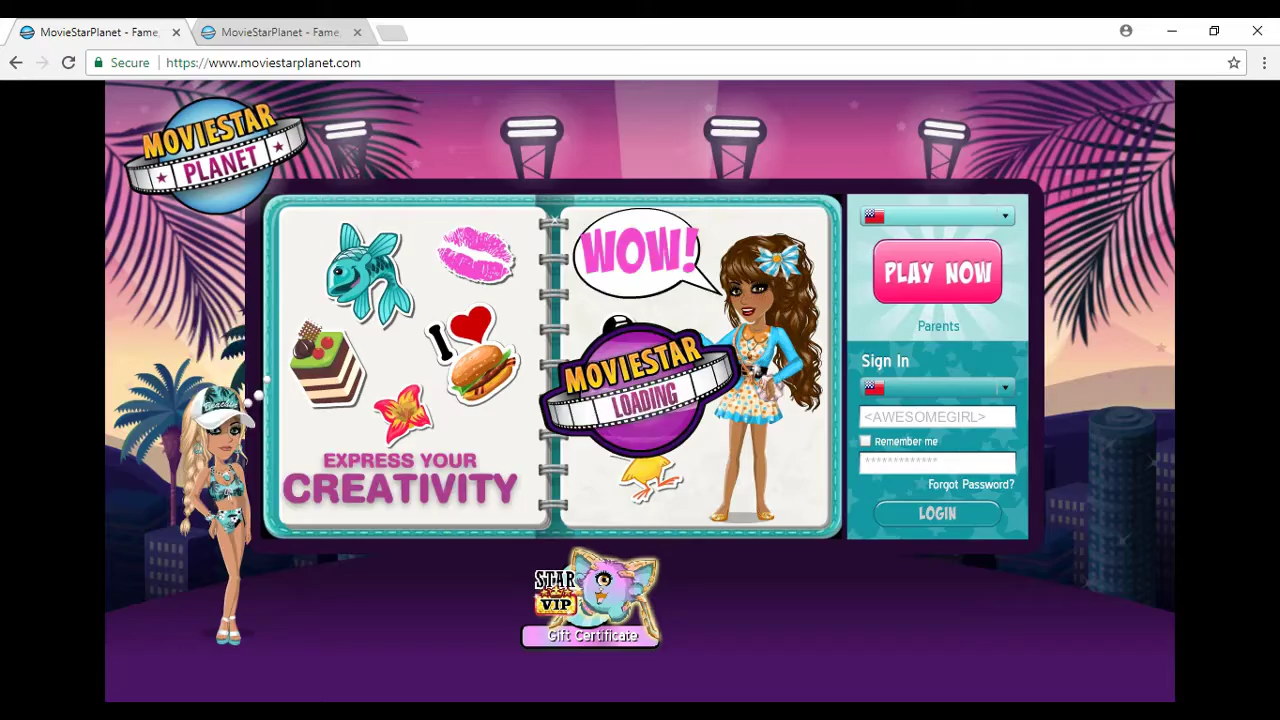 MovieStarPlanet - Fame,
MovieStarPlanet - Fame,
Secure
https://www.moviestarplanet.com
MOVIESTAR
PLANET
WOW!
PLAY NOW
Parents
I
MOVIESTAR
LOADING
EXPRESS YOUR
CREATIVITY
Sign In
<AWESOMEGIRL>
Remember me
*************
Forgot Password?
LOGIN
STAR
VIP
Gift Certificate